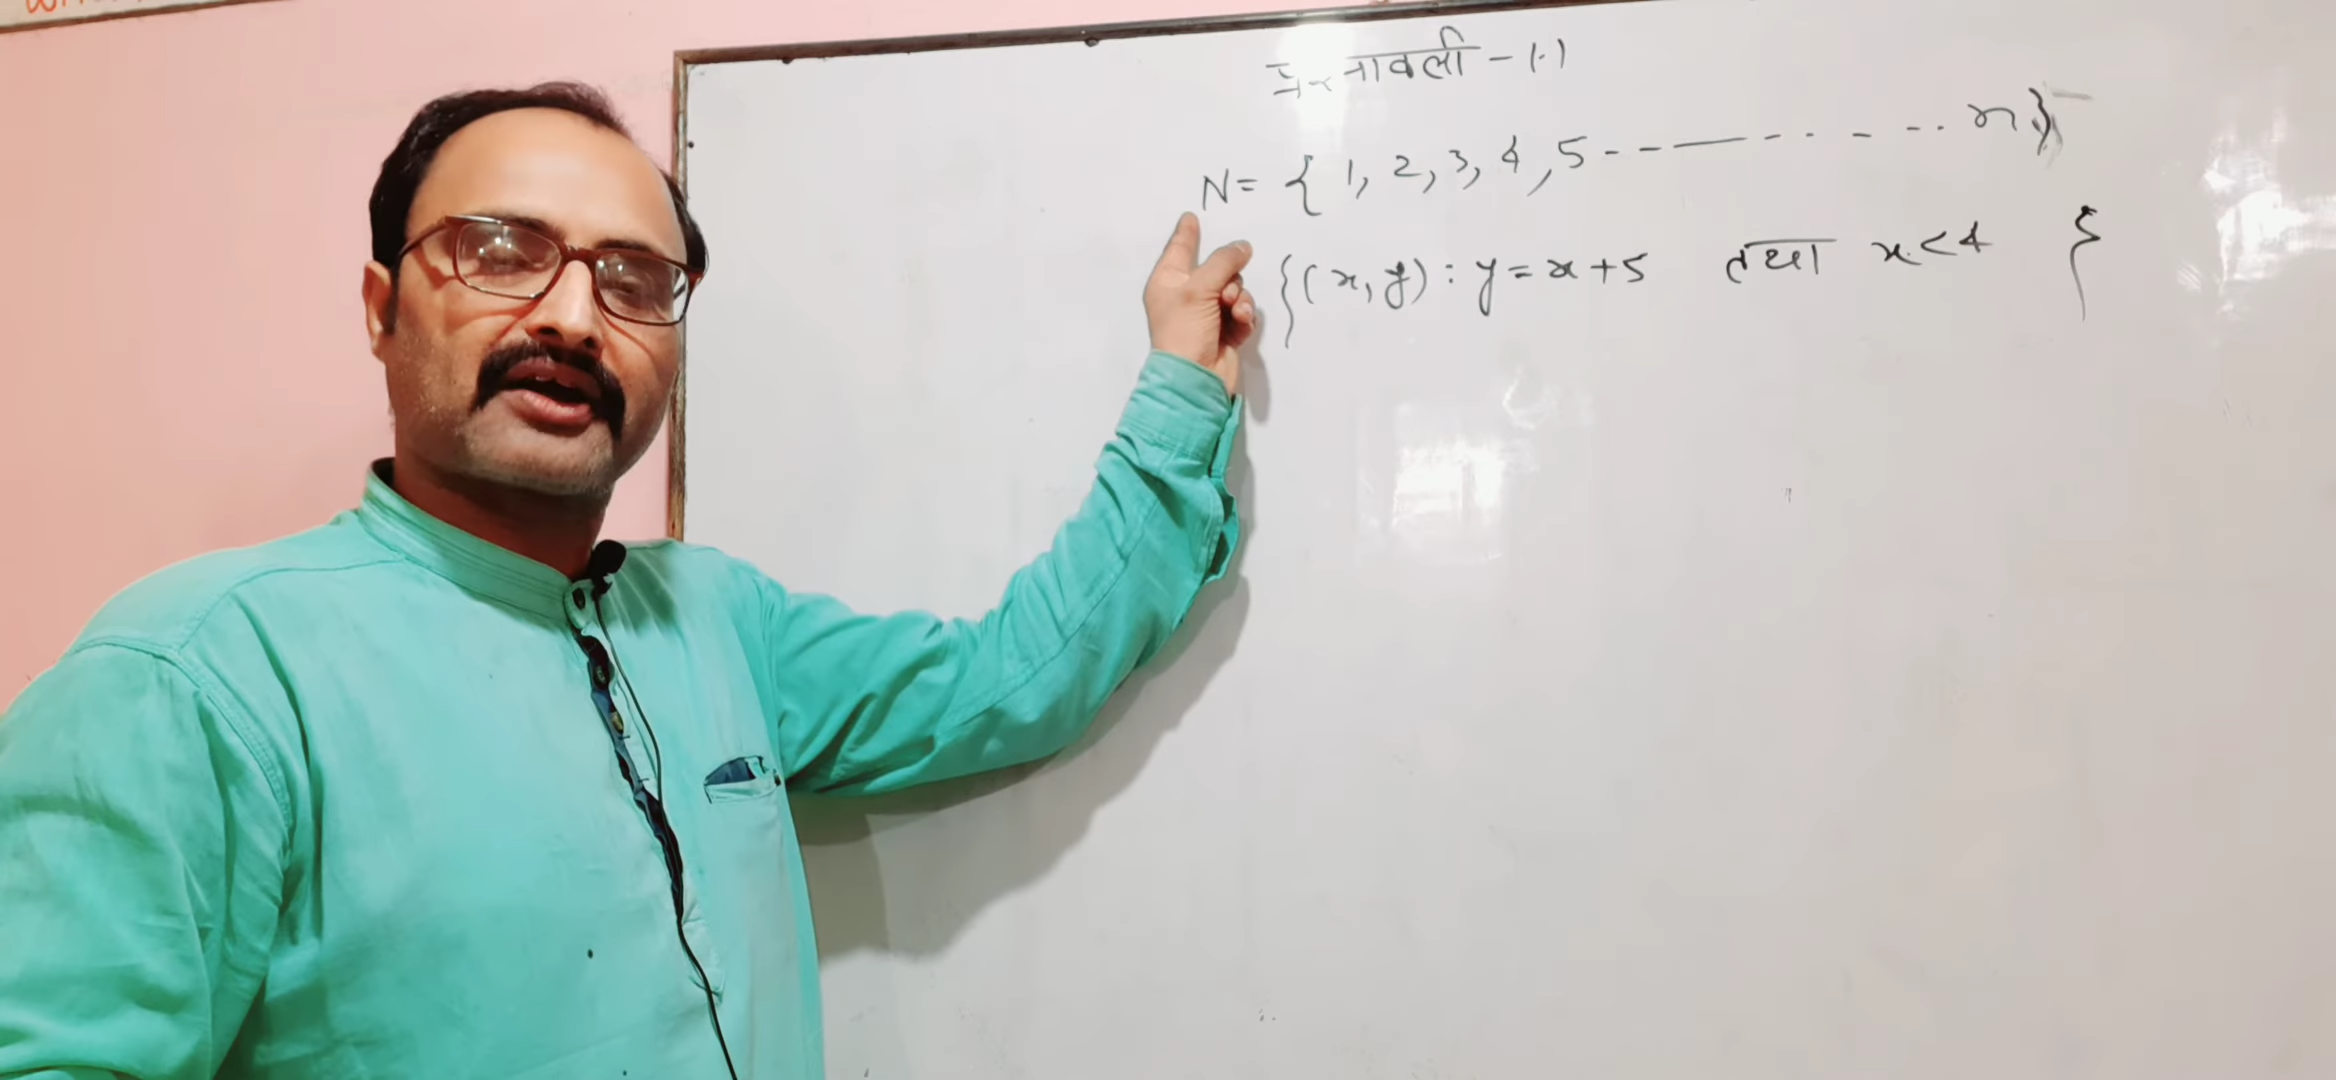 प्रश्नावली - 1.1
N = { 1, 2, 3, 4, 5 - - — - - - - - - n }
{(x, y) : y = x + 5 तथा x < 4 }